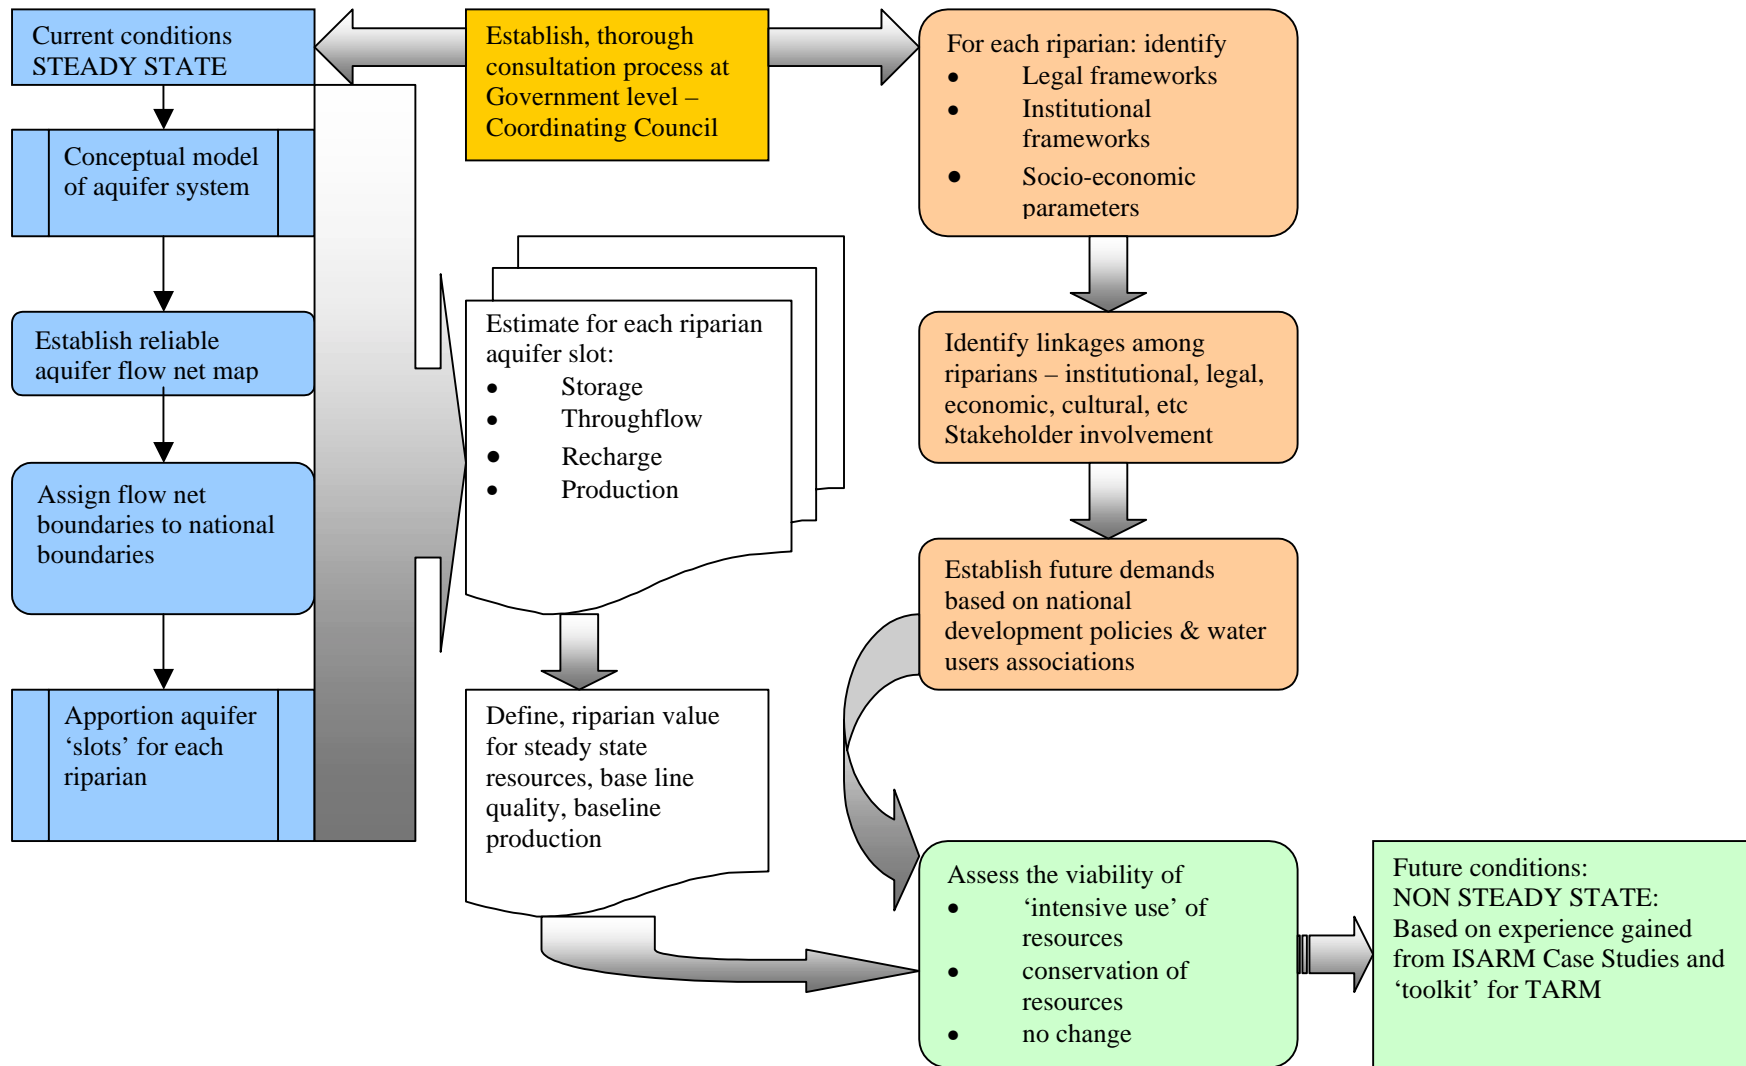 Current conditions
STEADY STATE
Conceptual model
of aquifer system
Establish reliable
aquifer flow net map
Assign flow net
boundaries to national
boundaries
Apportion aquifer
‘slots’ for each
riparian
Establish, thorough
consultation process at
Government level –
Coordinating Council
Estimate for each riparian
aquifer slot:
• Storage
• Throughflow
• Recharge
• Production
Define, riparian value
for steady state
resources, base line
quality, baseline
production
For each riparian: identify
• Legal frameworks
• Institutional
frameworks
• Socio-economic
parameters
Identify linkages among
riparians – institutional, legal,
economic, cultural, etc
Stakeholder involvement
Establish future demands
based on national
development policies & water
users associations
Assess the viability of
• ‘intensive use’ of
resources
• conservation of
resources
• no change
Future conditions:
NON STEADY STATE:
Based on experience gained
from ISARM Case Studies and
‘toolkit’ for TARM